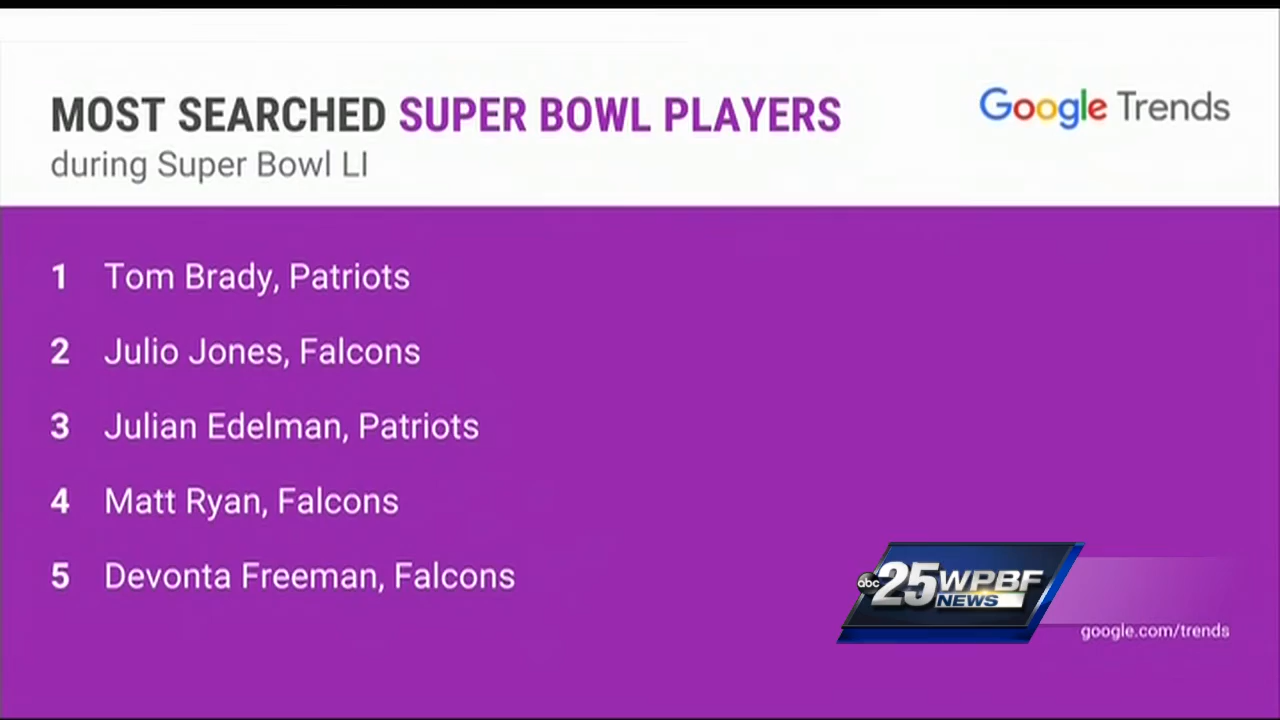 MOST SEARCHED SUPER BOWL PLAYERS
Google Trends
during Super Bowl LI
1 Tom Brady, Patriots
2 Julio Jones, Falcons
3 Julian Edelman, Patriots
4 Matt Ryan, Falcons
5 Devonta Freeman, Falcons
abc 25 WPBF
NEWS
google.com/trends